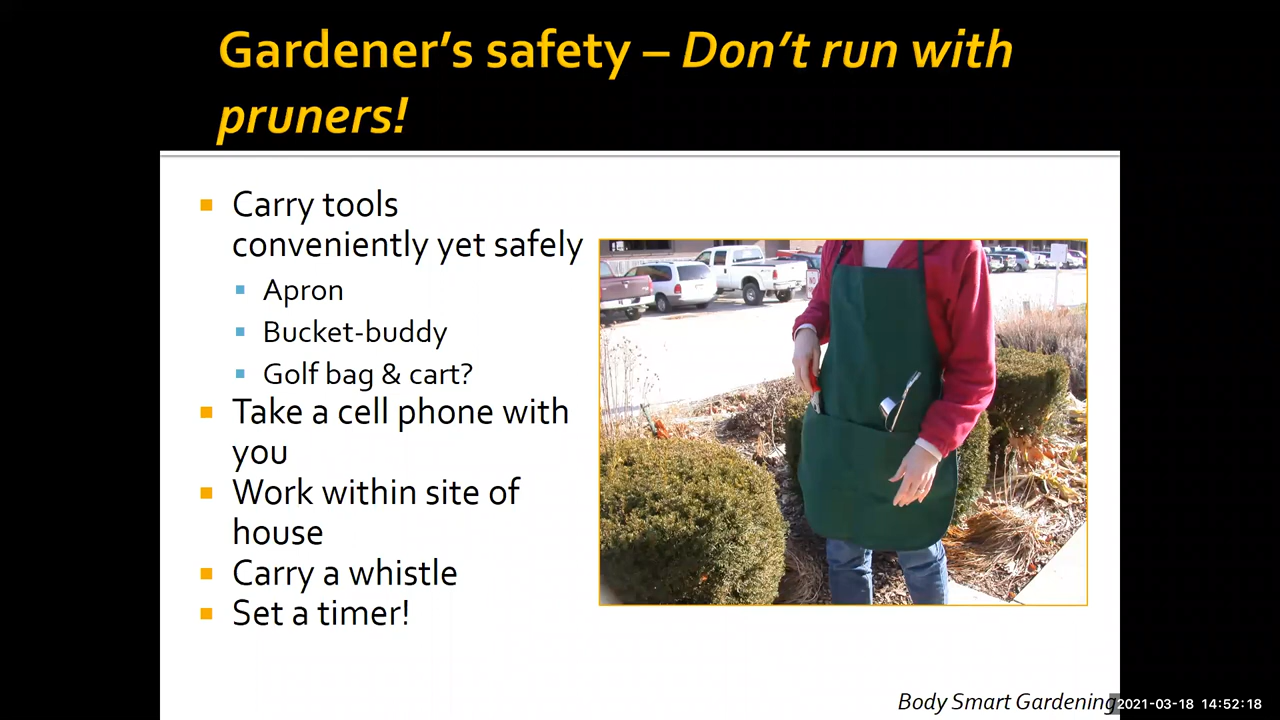 Gardener's safety – Don't run with
pruners!
Carry tools
conveniently yet safely
Apron
Bucket-buddy
Golf bag & cart?
Take a cell phone with
you
Work within site of
house
Carry a whistle
Set a timer!
Body Smart Gardening
2021-03-18 14:52:18